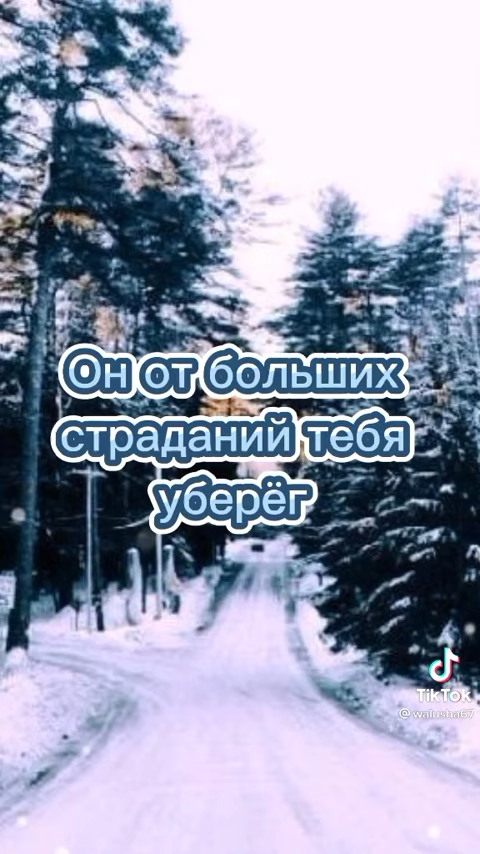 Он от больших
страданий тебя
уберёг
TikTok
@walusha67